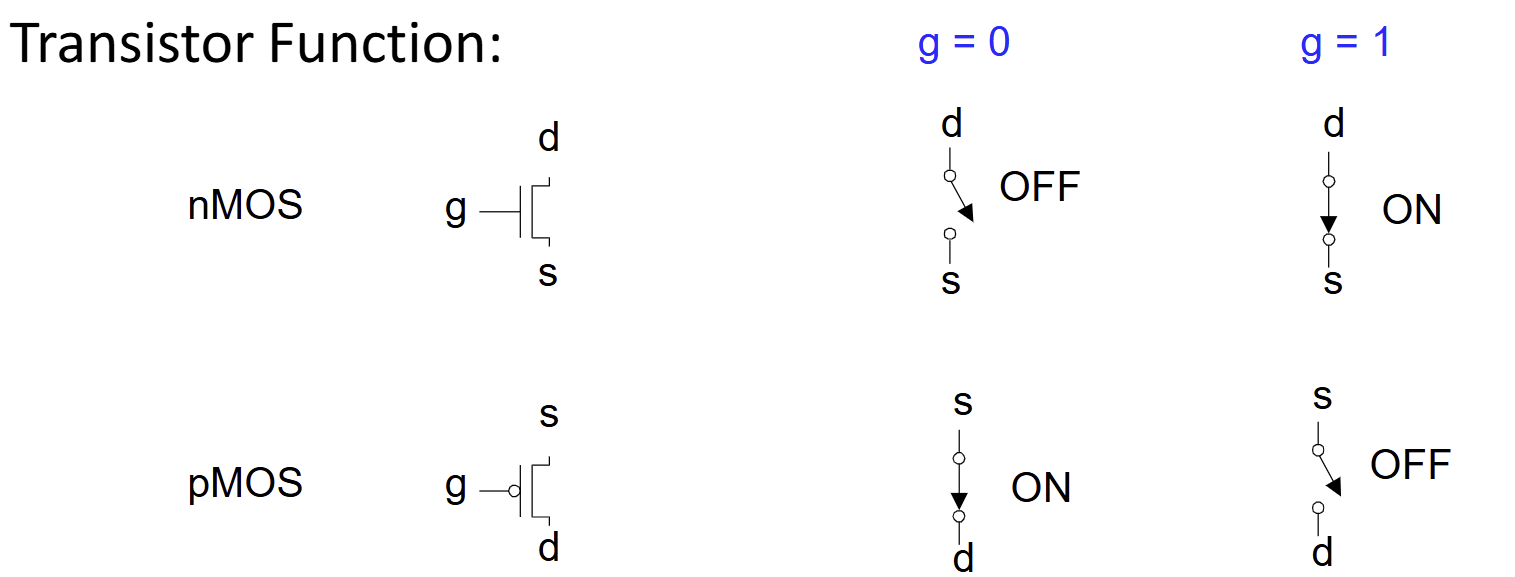 Transistor Function:
g = 0
g = 1
d
d
d
nMOS
g
OFF
ON
s
s
s
s
s
s
pMOS
g
ON
OFF
d
d
d